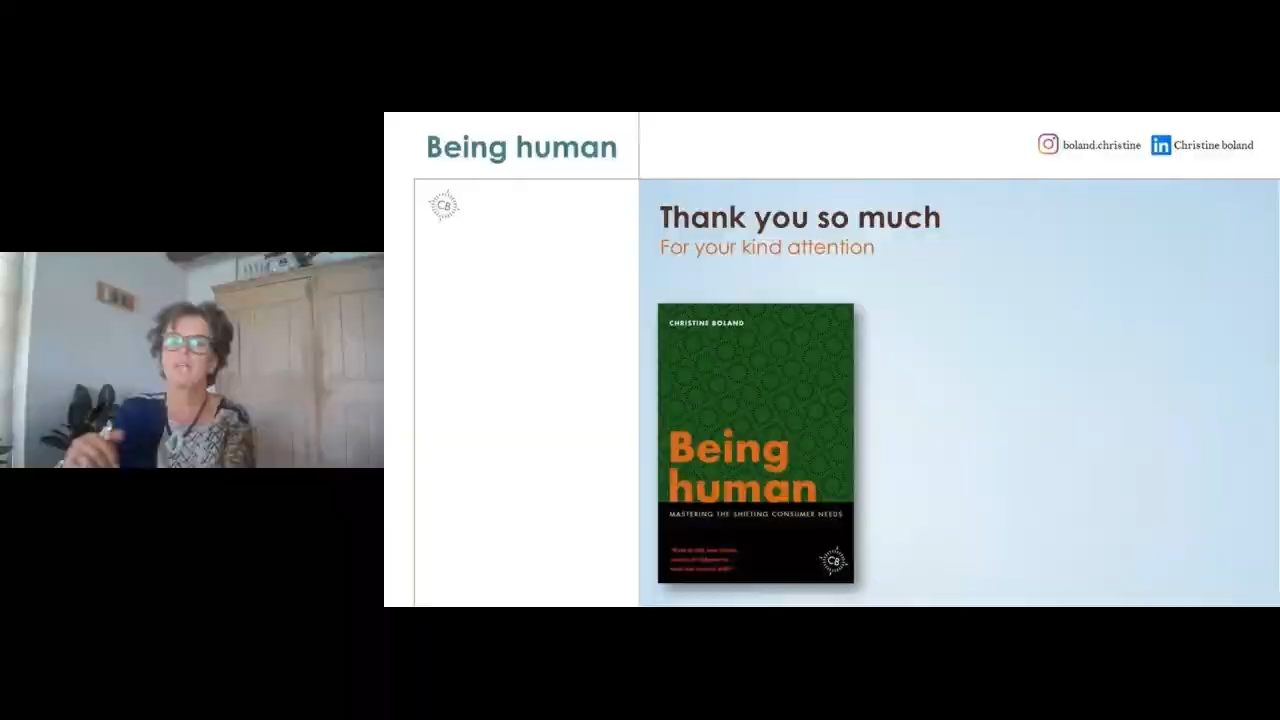 Being human
boland.christine
Christine boland
CB
Thank you so much
For your kind attention
CHRISTINE BOLAND
Being
human
MASTERING THE SHIFTING CONSUMER NEEDS
CB